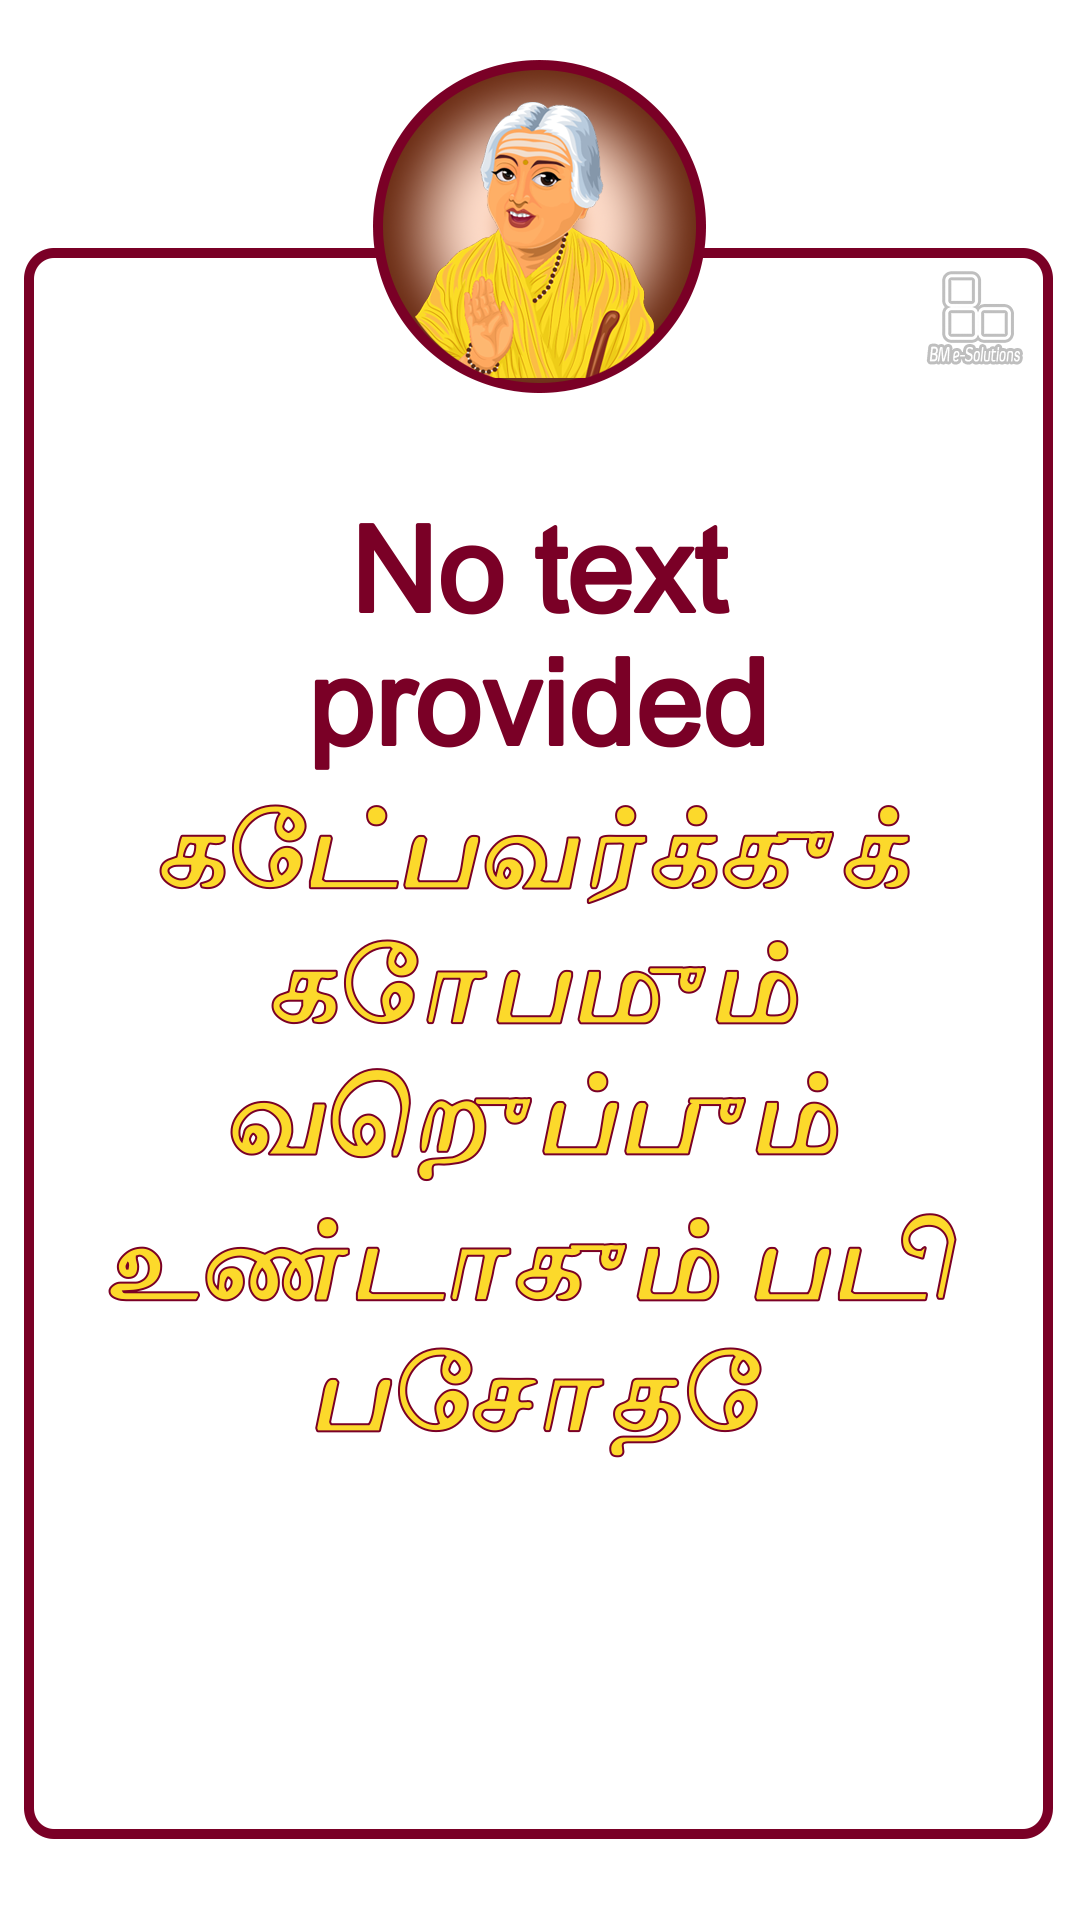 BM e-Solutions
No text
provided
கேட்பவர்க்குக்
கோபமும்
வெறுப்பும்
உண்டாகும் படி
பேசாதே